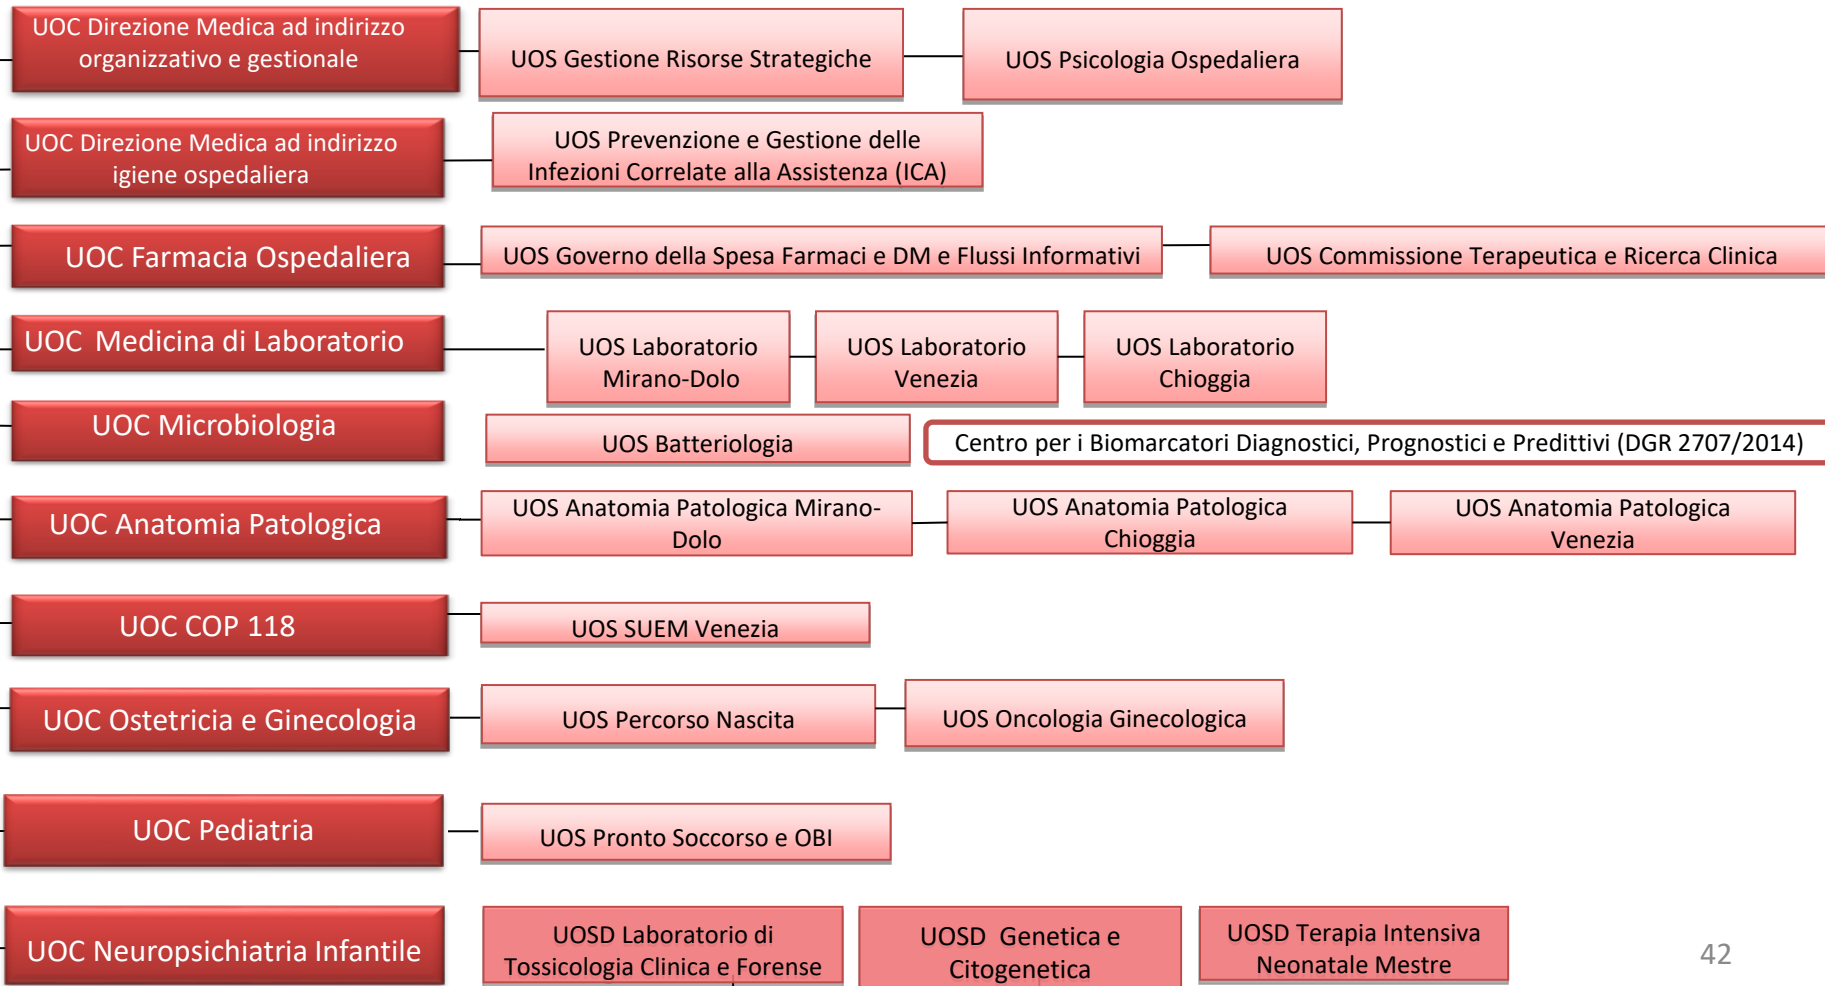 UOC Direzione Medica ad indirizzo
organizzativo e gestionale
UOS Gestione Risorse Strategiche
UOS Psicologia Ospedaliera
UOC Direzione Medica ad indirizzo
igiene ospedaliera
UOS Prevenzione e Gestione delle
Infezioni Correlate alla Assistenza (ICA)
UOC Farmacia Ospedaliera
UOS Governo della Spesa Farmaci e DM e Flussi Informativi
UOS Commissione Terapeutica e Ricerca Clinica
UOC Medicina di Laboratorio
UOS Laboratorio
Mirano-Dolo
UOS Laboratorio
Venezia
UOS Laboratorio
Chioggia
UOC Microbiologia
UOS Batteriologia
Centro per i Biomarcatori Diagnostici, Prognostici e Predittivi (DGR 2707/2014)
UOC Anatomia Patologica
UOS Anatomia Patologica Mirano-
Dolo
UOS Anatomia Patologica
Chioggia
UOS Anatomia Patologica
Venezia
UOC COP 118
UOS SUEM Venezia
UOC Ostetricia e Ginecologia
UOS Percorso Nascita
UOS Oncologia Ginecologica
UOC Pediatria
UOS Pronto Soccorso e OBI
UOC Neuropsichiatria Infantile
UOSD Laboratorio di
Tossicologia Clinica e Forense
UOSD Genetica e
Citogenetica
UOSD Terapia Intensiva
Neonatale Mestre
42